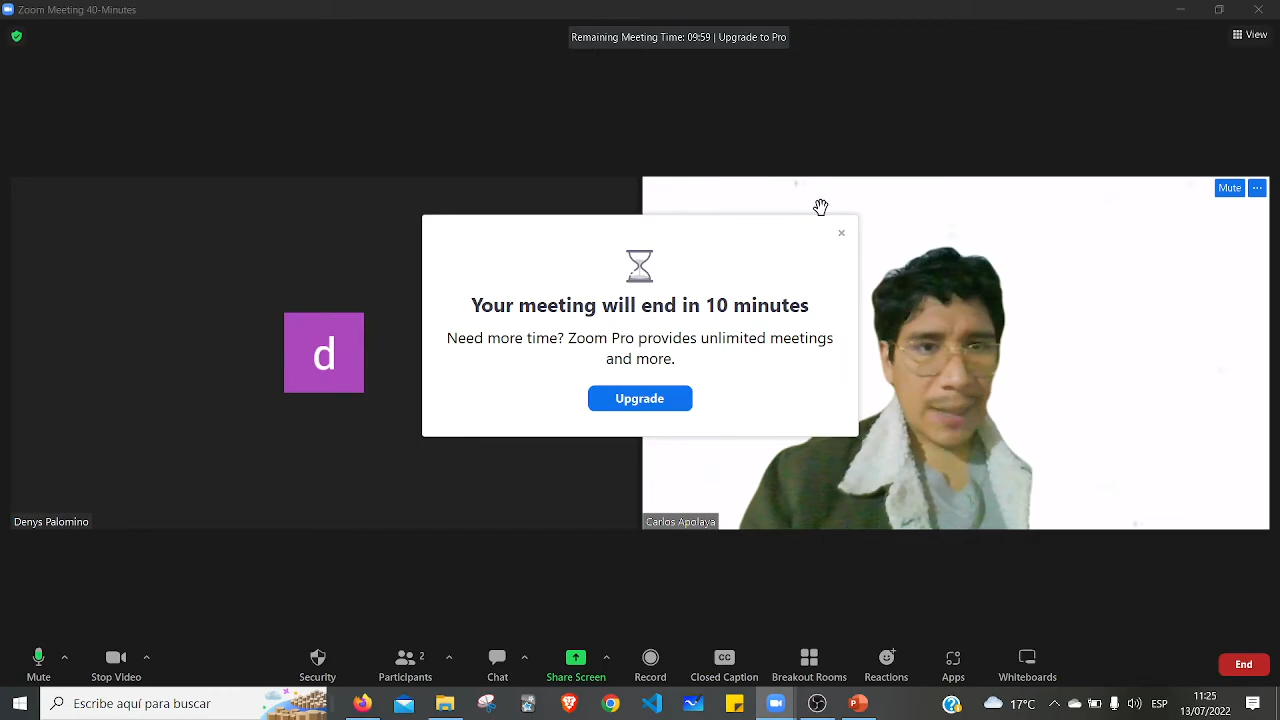 Zoom Meeting 40-Minutes
Remaining Meeting Time: 09:59 | Upgrade to Pro
View
Mute
Your meeting will end in 10 minutes
Need more time? Zoom Pro provides unlimited meetings
and more.
Upgrade
d
Denys Palomino
Carlos Apolaya
Mute
Stop Video
Security
2
Participants
Chat
Share Screen
Record
CC
Closed Caption
Breakout Rooms
Reactions
Apps
Whiteboards
End
Escribe aquí para buscar
17°C
ESP
11:25
13/07/2022